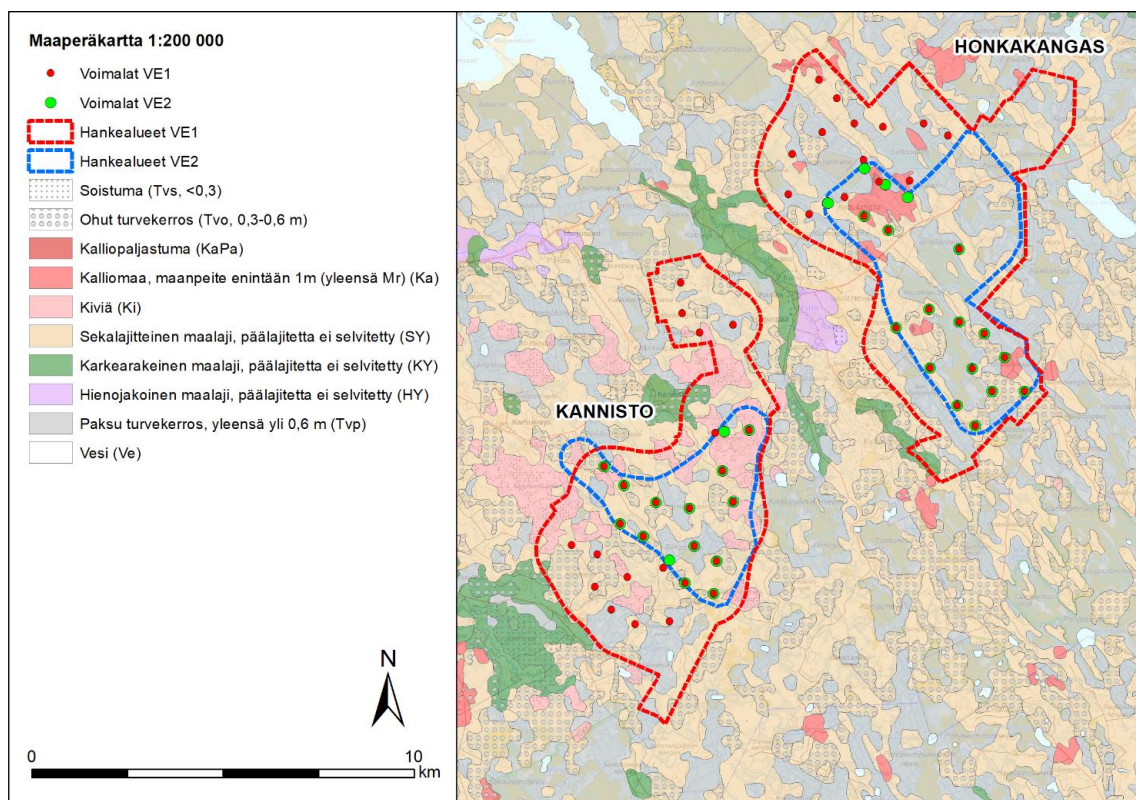 Maaperäkartta 1:200 000
Voimalat VE1
Voimalat VE2
Hankealueet VE1
Hankealueet VE2
Soistuma (Tvs, <0,3)
Ohut turvekerros (Tvo, 0,3-0,6 m)
Kalliopaljastuma (KaPa)
Kalliomaa, maanpeite enintään 1m (yleensä Mr) (Ka)
Kiviä (Ki)
Sekalajitteinen maalaji, päälajitetta ei selvitetty (SY)
Karkearakeinen maalaji, päälajitetta ei selvitetty (KY)
Hienojakoinen maalaji, päälajitetta ei selvitetty (HY)
Paksu turvekerros, yleensä yli 0,6 m (Tvp)
Vesi (Ve)
N
0 10
km
HONKAKANGAS
KANNISTO